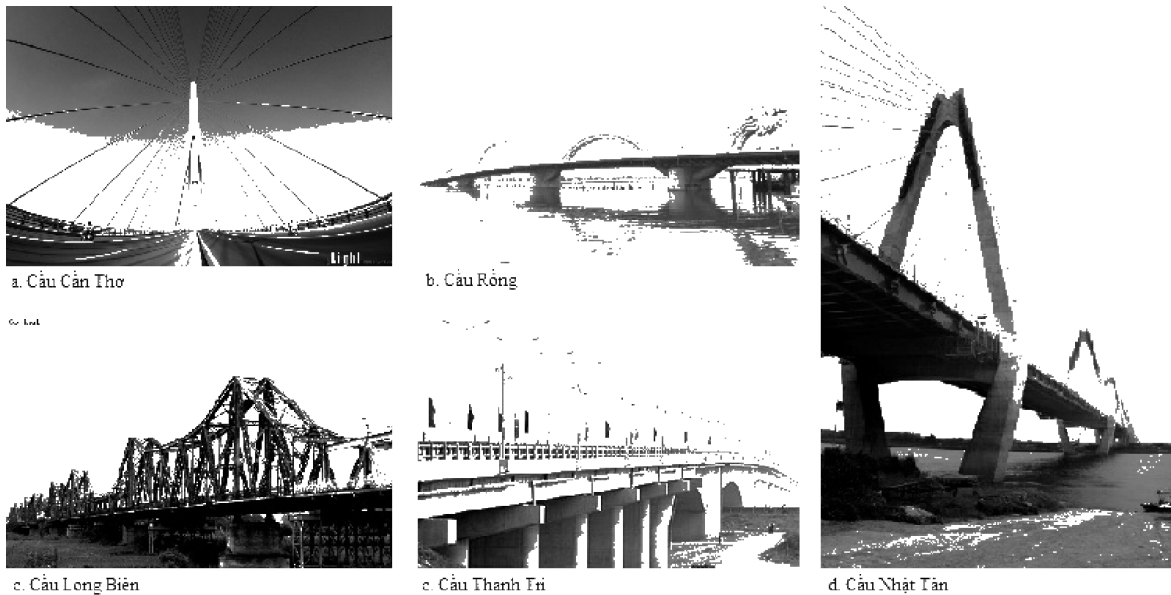 Light
a. Cầu Cần Thơ
b. Cầu Rồng
c. Cầu Long Biên
c. Cầu Thanh Trì
d. Cầu Nhật Tân